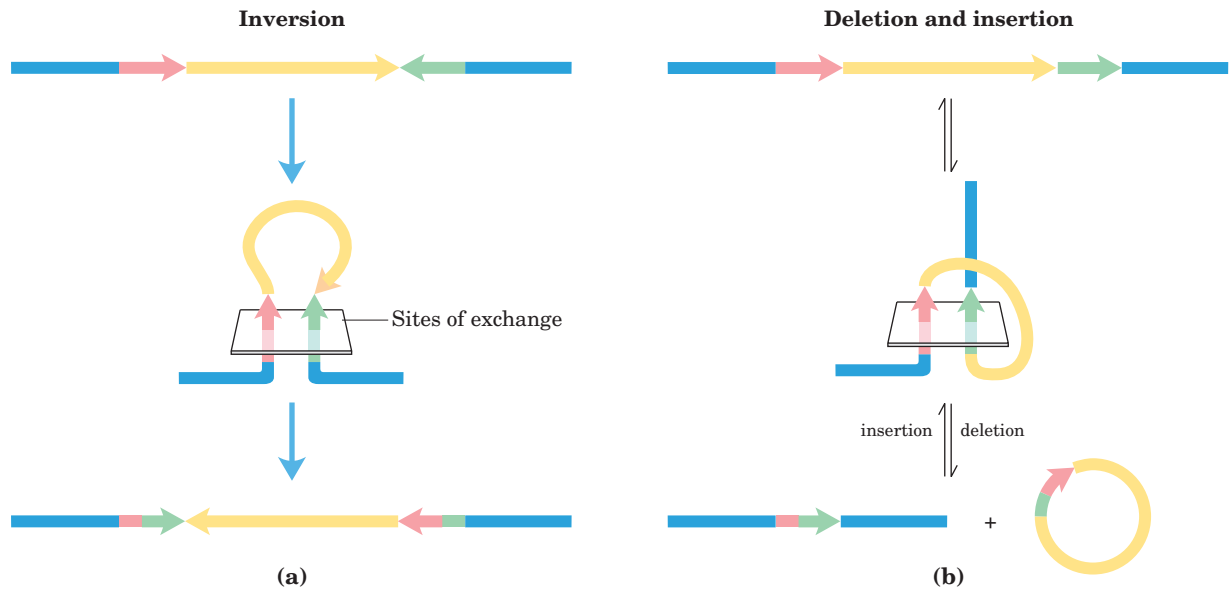 Inversion
Deletion and insertion
Sites of exchange
insertion
deletion
+
(a)
(b)